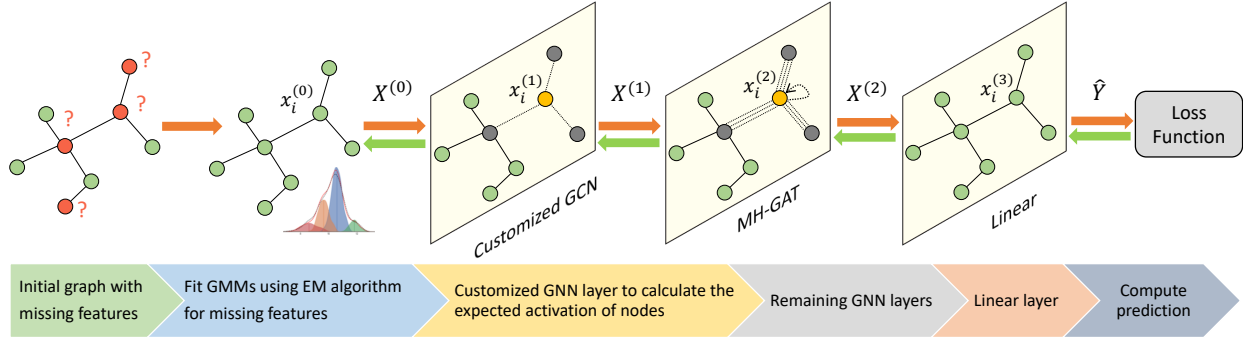 ?
?
?
?
x_i^{(0)}
X^{(0)}
x_i^{(1)}
Customized GCN
X^{(1)}
x_i^{(2)}
MH-GAT
X^{(2)}
x_i^{(3)}
Linear
Ŷ
Loss
Function
Initial graph with
missing features
Fit GMMs using EM algorithm
for missing features
Customized GNN layer to calculate the
expected activation of nodes
Remaining GNN layers
Linear layer
Compute
prediction